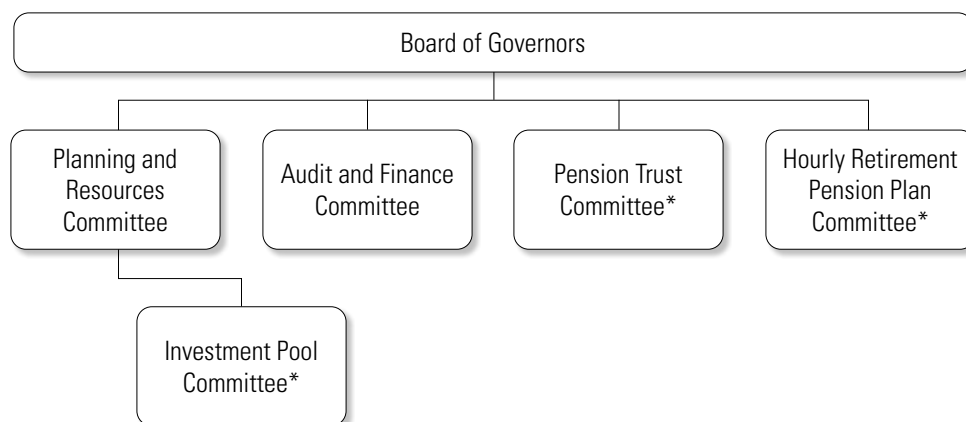 Board of Governors
Planning and
Resources
Committee
Audit and Finance
Committee
Pension Trust
Committee*
Hourly Retirement
Pension Plan
Committee*
Investment Pool
Committee*